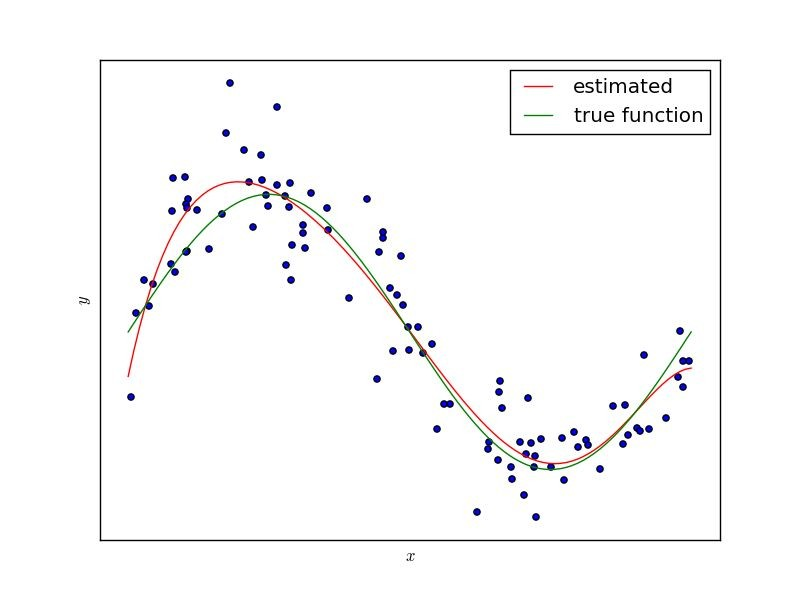 estimated
true function
y
x